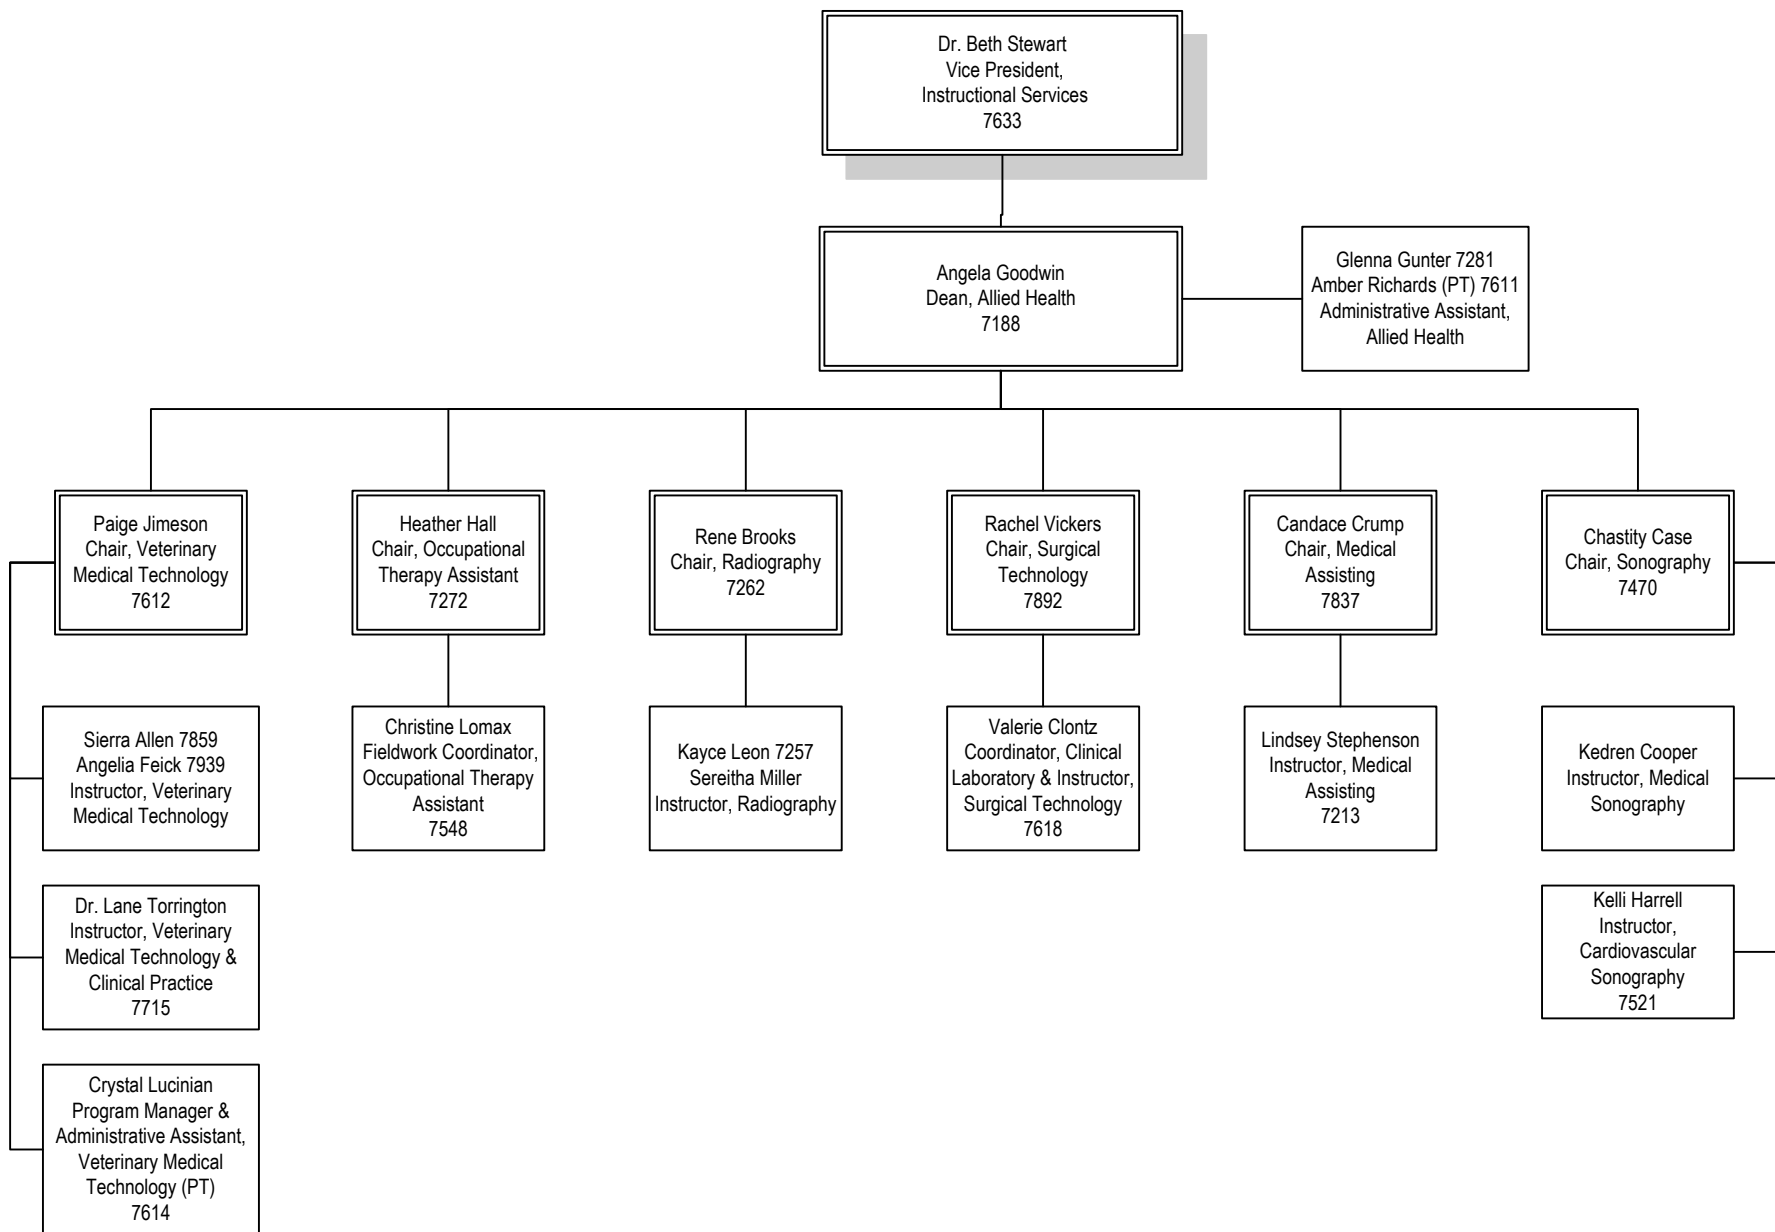 Dr. Beth Stewart
Vice President,
Instructional Services
7633
Angela Goodwin
Dean, Allied Health
7188
Glenna Gunter 7281
Amber Richards (PT) 7611
Administrative Assistant,
Allied Health
Paige Jimeson
Chair, Veterinary
Medical Technology
7612
Heather Hall
Chair, Occupational
Therapy Assistant
7272
Rene Brooks
Chair, Radiography
7262
Rachel Vickers
Chair, Surgical
Technology
7892
Candace Crump
Chair, Medical
Assisting
7837
Chastity Case
Chair, Sonography
7470
Sierra Allen 7859
Angelia Feick 7939
Instructor, Veterinary
Medical Technology
Christine Lomax
Fieldwork Coordinator,
Occupational Therapy
Assistant
7548
Kayce Leon 7257
Sereitha Miller
Instructor, Radiography
Valerie Clontz
Coordinator, Clinical
Laboratory & Instructor,
Surgical Technology
7618
Lindsey Stephenson
Instructor, Medical
Assisting
7213
Kedren Cooper
Instructor, Medical
Sonography
Dr. Lane Torrington
Instructor, Veterinary
Medical Technology &
Clinical Practice
7715
Kelli Harrell
Instructor,
Cardiovascular
Sonography
7521
Crystal Lucinian
Program Manager &
Administrative Assistant,
Veterinary Medical
Technology (PT)
7614